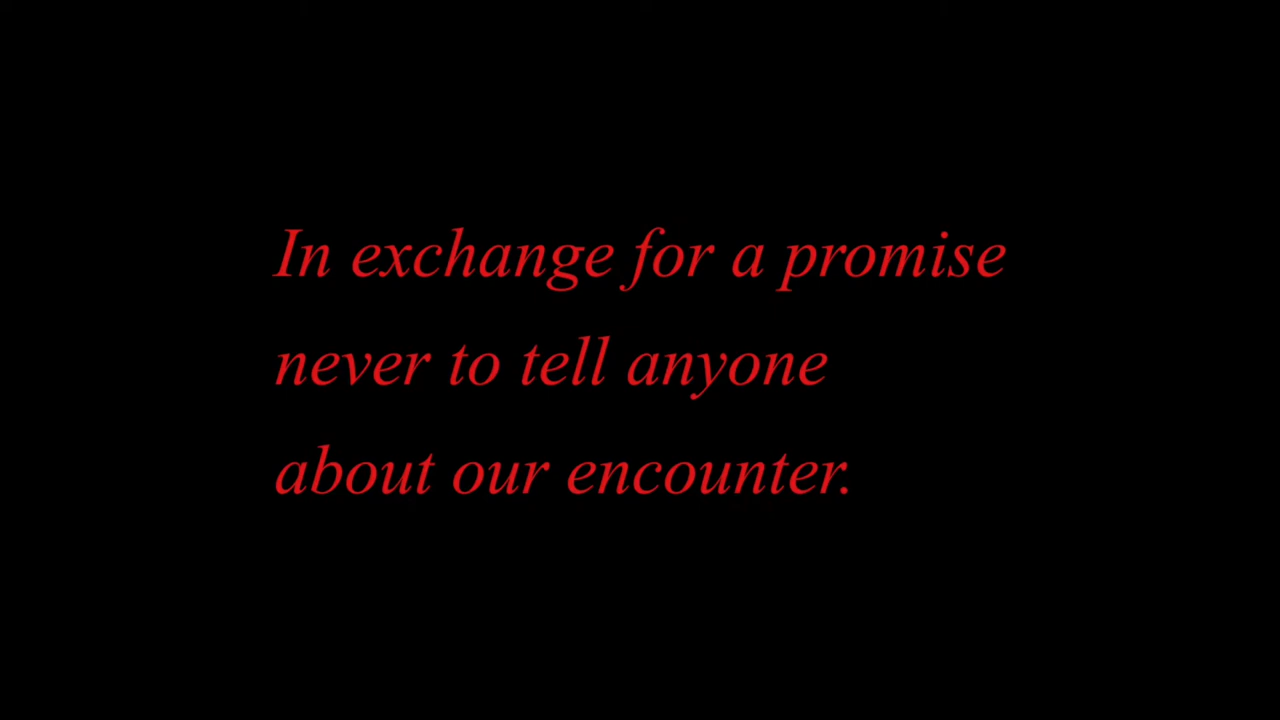 In exchange for a promise
never to tell anyone
about our encounter.